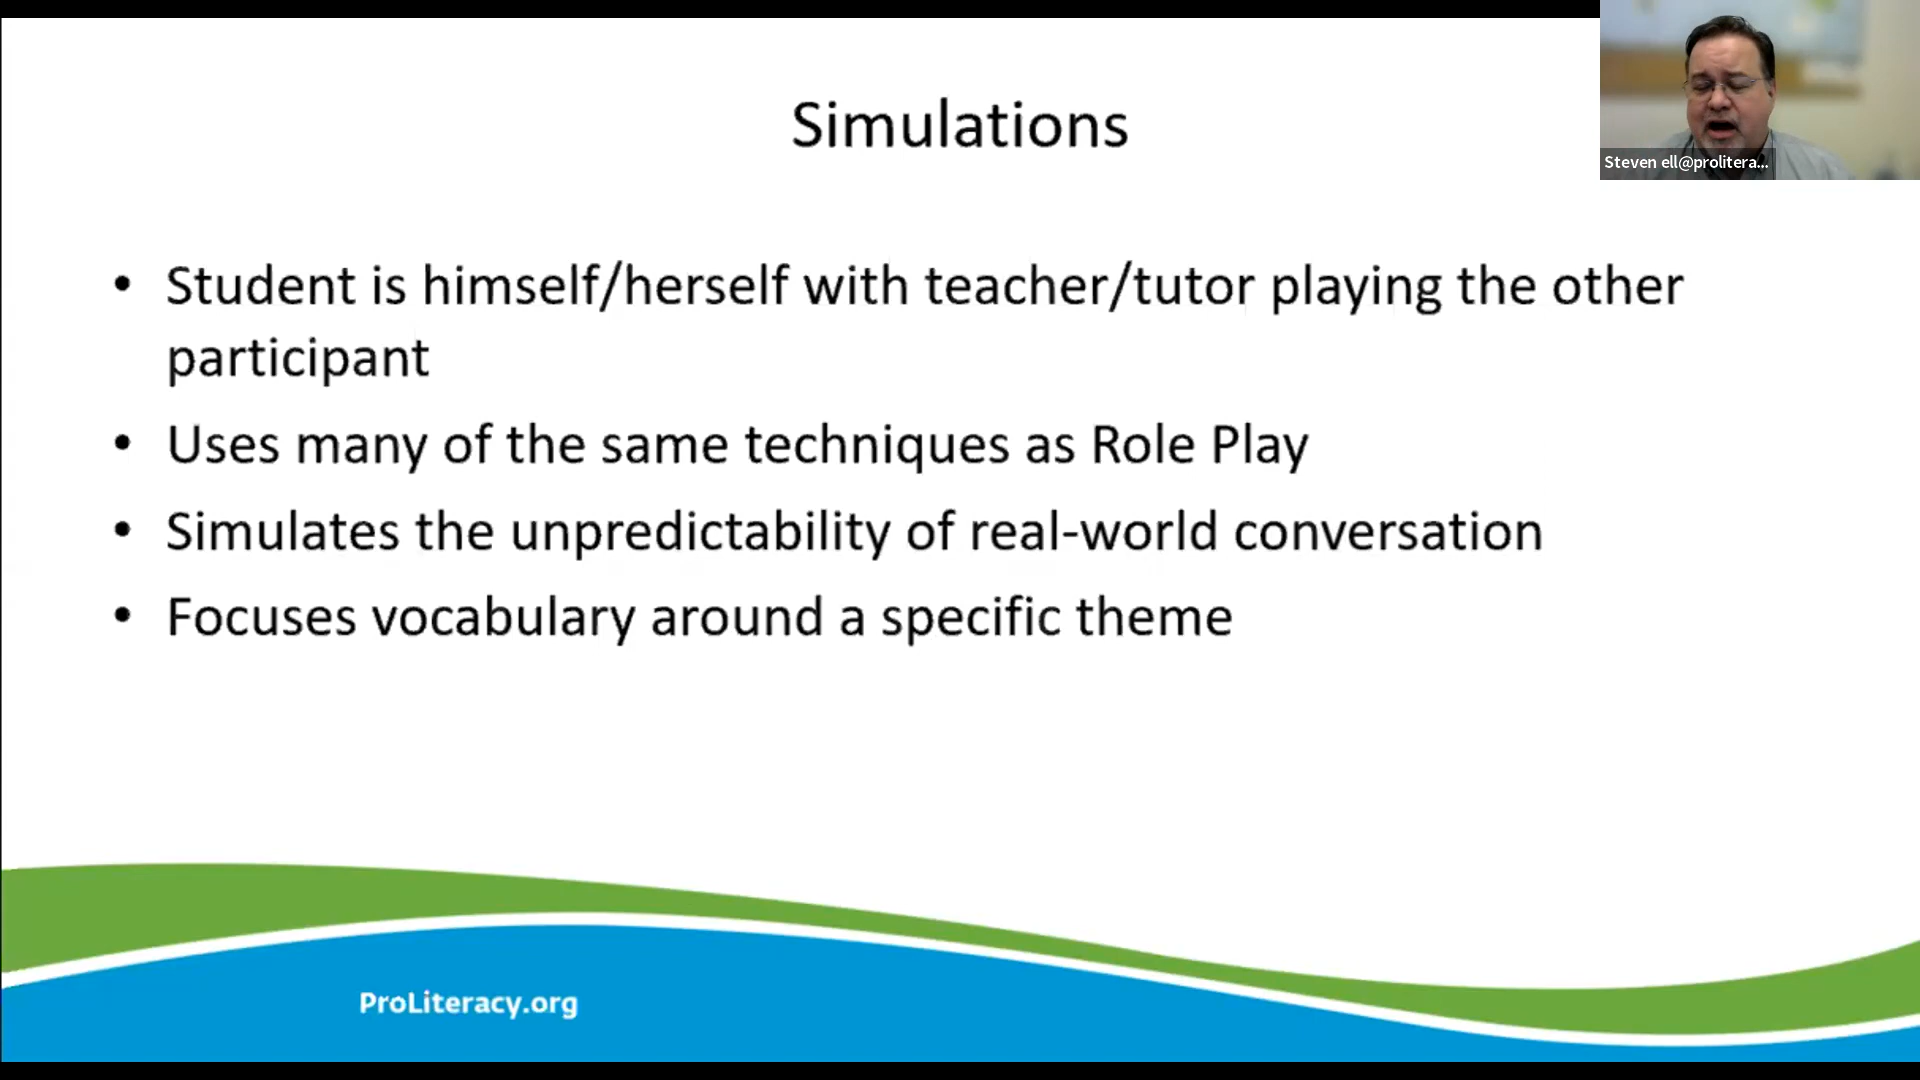 Simulations
Steven ell@prolitera...
• Student is himself/herself with teacher/tutor playing the other
participant
• Uses many of the same techniques as Role Play
• Simulates the unpredictability of real-world conversation
• Focuses vocabulary around a specific theme
ProLiteracy.org